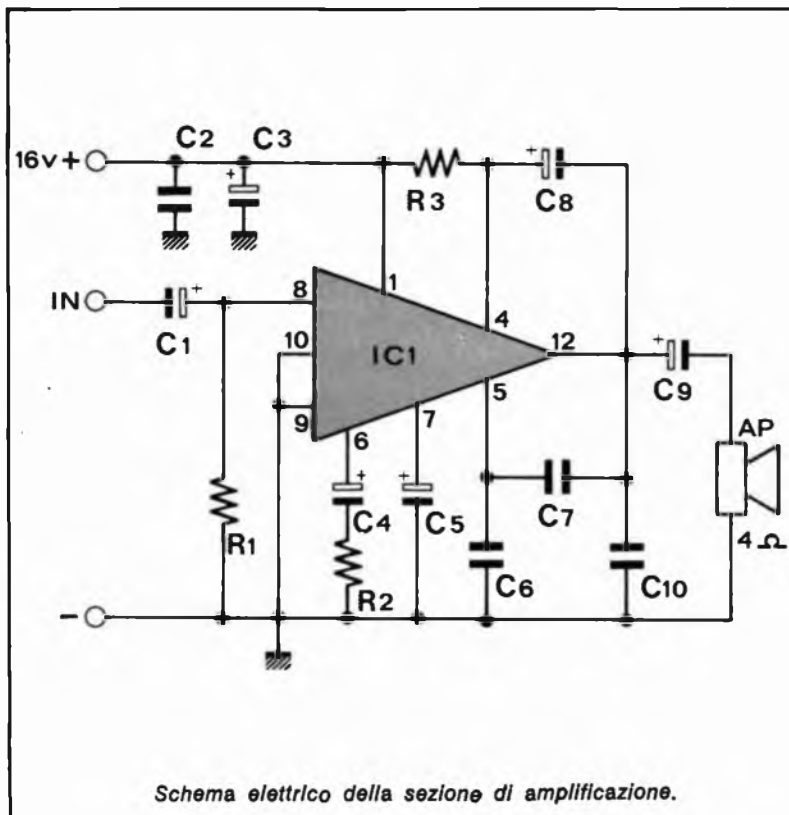 C2 C3
16v+
R3
C8
IN
C1
8
1
4
10
IC1
12
9
5
6
7
C9
AP
C4
C5
C7
R1
R2
C6
C10
4 Ω
-
Schema elettrico della sezione di amplificazione.